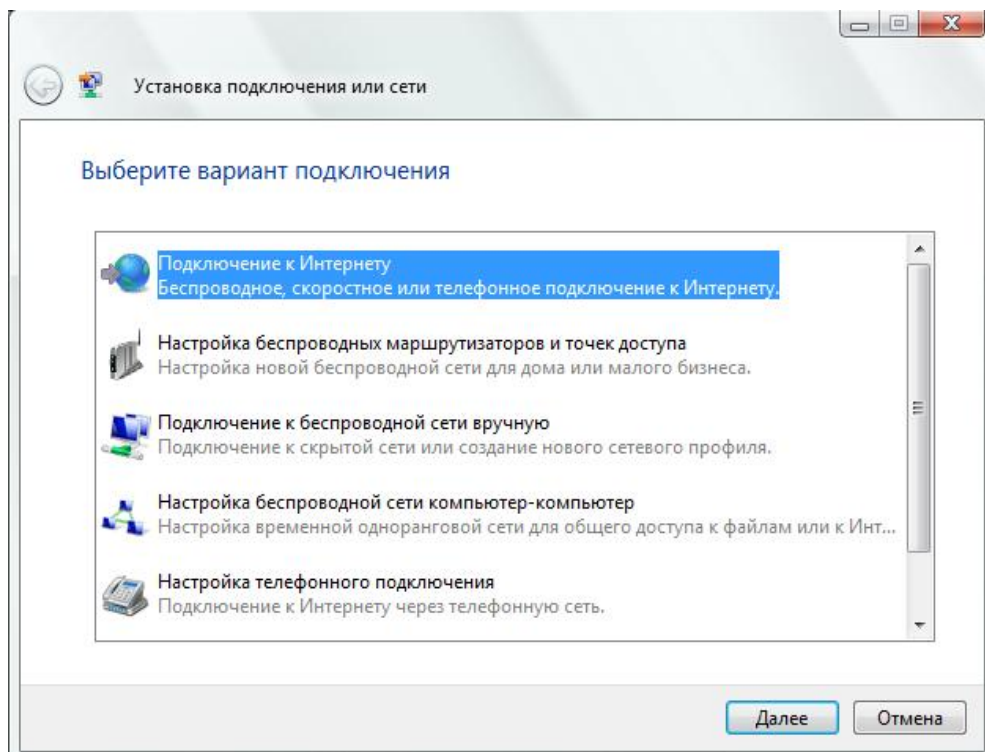 Установка подключения или сети
Выберите вариант подключения
Подключение к Интернету
Беспроводное, скоростное или телефонное подключение к Интернету.
Настройка беспроводных маршрутизаторов и точек доступа
Настройка новой беспроводной сети для дома или малого бизнеса.
Подключение к беспроводной сети вручную
Подключение к скрытой сети или создание нового сетевого профиля.
Настройка беспроводной сети компьютер-компьютер
Настройка временной одноранговой сети для общего доступа к файлам или к Инт...
Настройка телефонного подключения
Подключение к Интернету через телефонную сеть.
Далее
Отмена